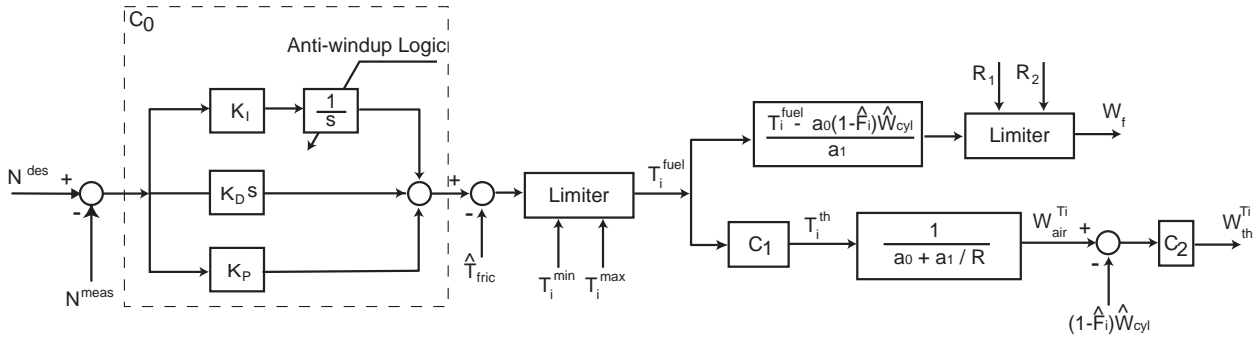 C₀
Anti-windup Logic
K_I
1/s
K_D s
K_P
N^des
+
-
N^meas
+
-
T̂_fric
Limiter
T_i^min
T_i^max
T_i^fuel
T_i^fuel - a₀(1-F̂_i)Ŵ_cyl
a₁
R₁
R₂
Limiter
W_f
C₁
T_i^th
1
a₀ + a₁ / R
W_air^Ti
+
-
(1-F̂_i)Ŵ_cyl
C₂
W_th^Ti